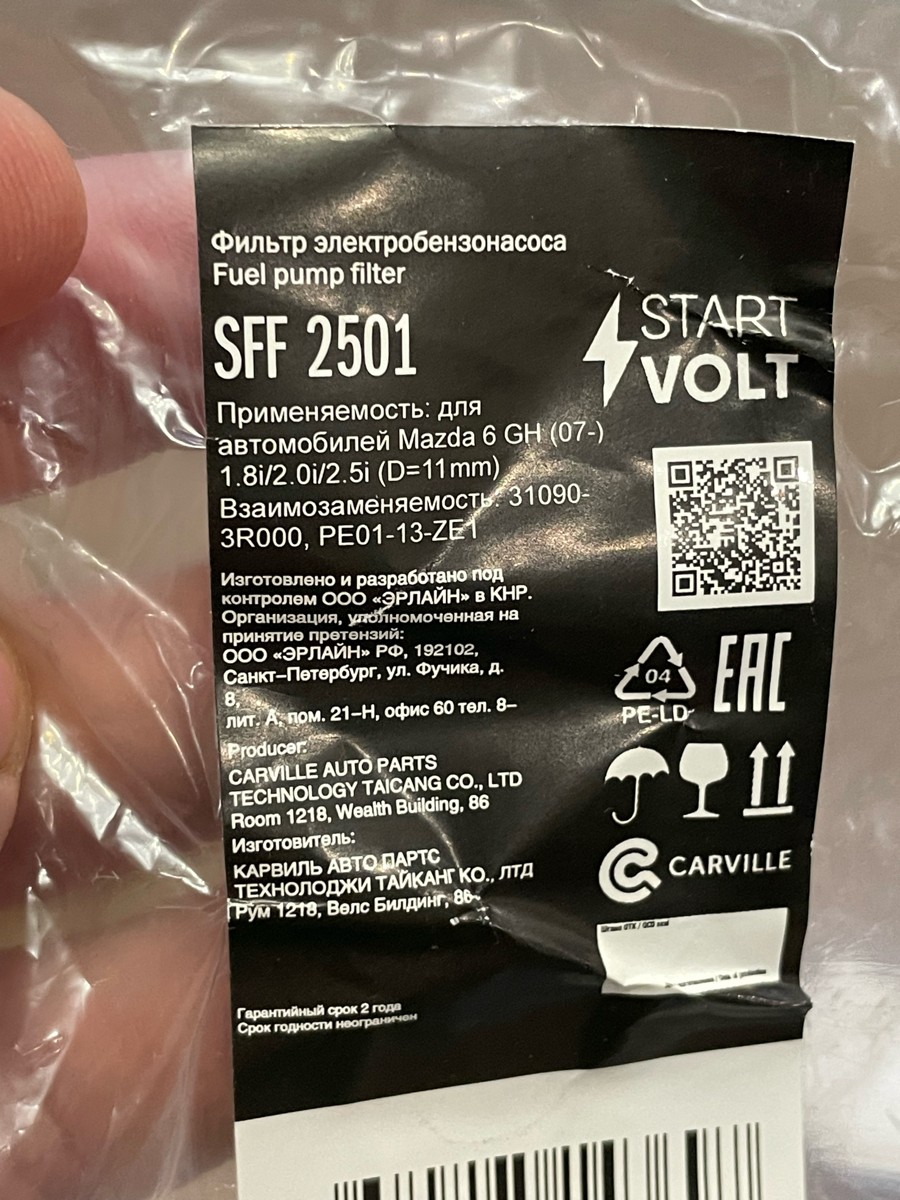 Фильтр электробензонасоса
Fuel pump filter
SFF 2501
START
VOLT
Применяемость: для
автомобилей Mazda 6 GH (07-)
1.8i/2.0i/2.5i (D=11mm)
Взаимозаменяемость: 31090-
3R000, PE01-13-ZE1
Изготовлено и разработано под
контролем ООО «ЭРЛАЙН» в КНР.
Организация, уполномоченная на
принятие претензий:
ООО «ЭРЛАЙН» РФ, 192102,
Санкт–Петербург, ул. Фучика, д.
8,
лит. А, пом. 21–Н, офис 60 тел. 8–
04
PE-LD
EAC
Producer:
CARVILLE AUTO PARTS
TECHNOLOGY TAICANG CO., LTD
Room 1218, Wealth Building, 86
Изготовитель:
КАРВИЛЬ АВТО ПАРТС
ТЕХНОЛОДЖИ ТАЙКАНГ КО., ЛТД
Рум 1218, Велс Билдинг, 86
CARVILLE
Штамп ОТК / QCD seal
Гарантийный срок 2 года
Срок годности неограничен